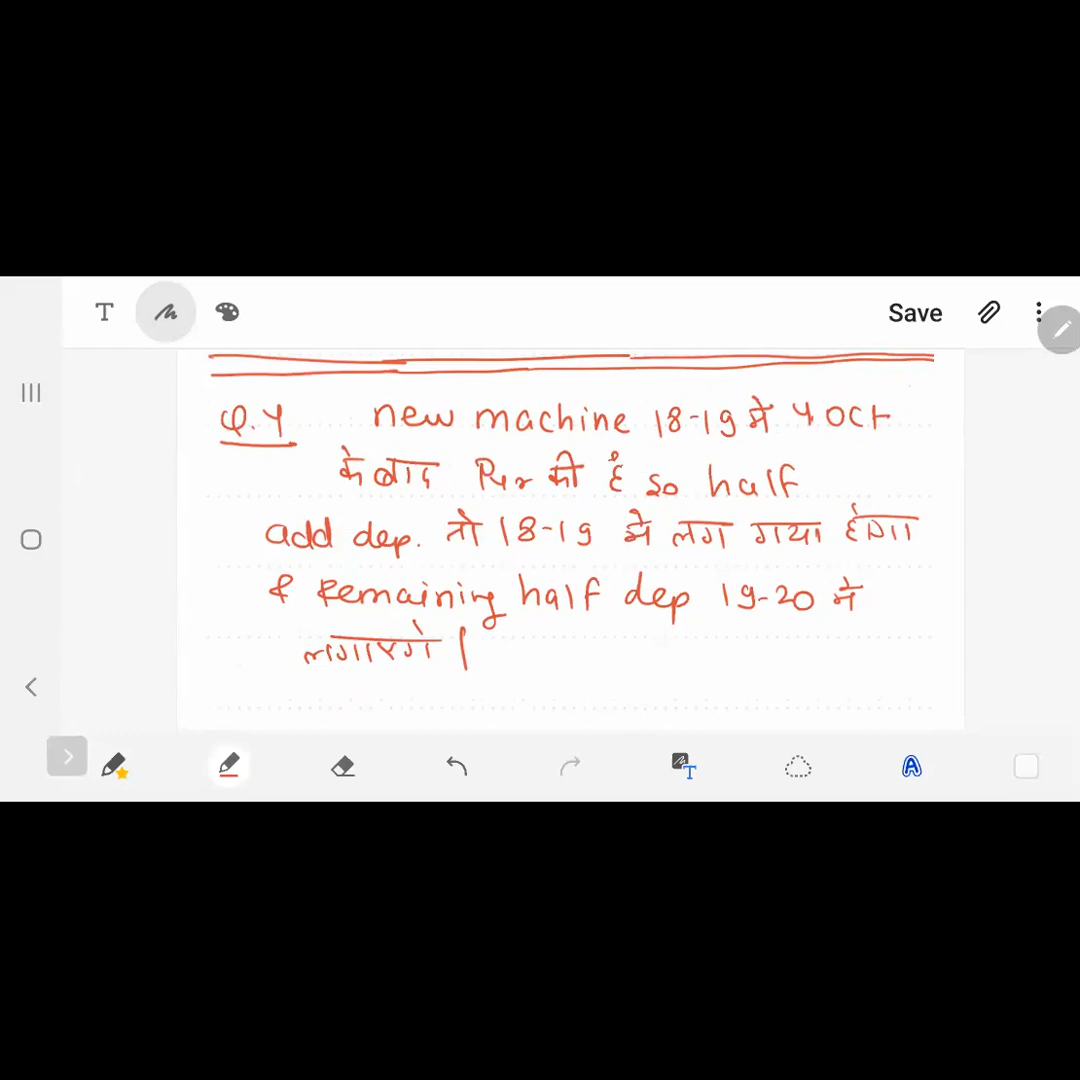 T Save
Q.4 new machine 18-19 में 4 Oct
के बाद Pur की है so half
add dep. तो 18-19 में लग गया होगा
& Remaining half dep 19-20 में
लगाएंगे।